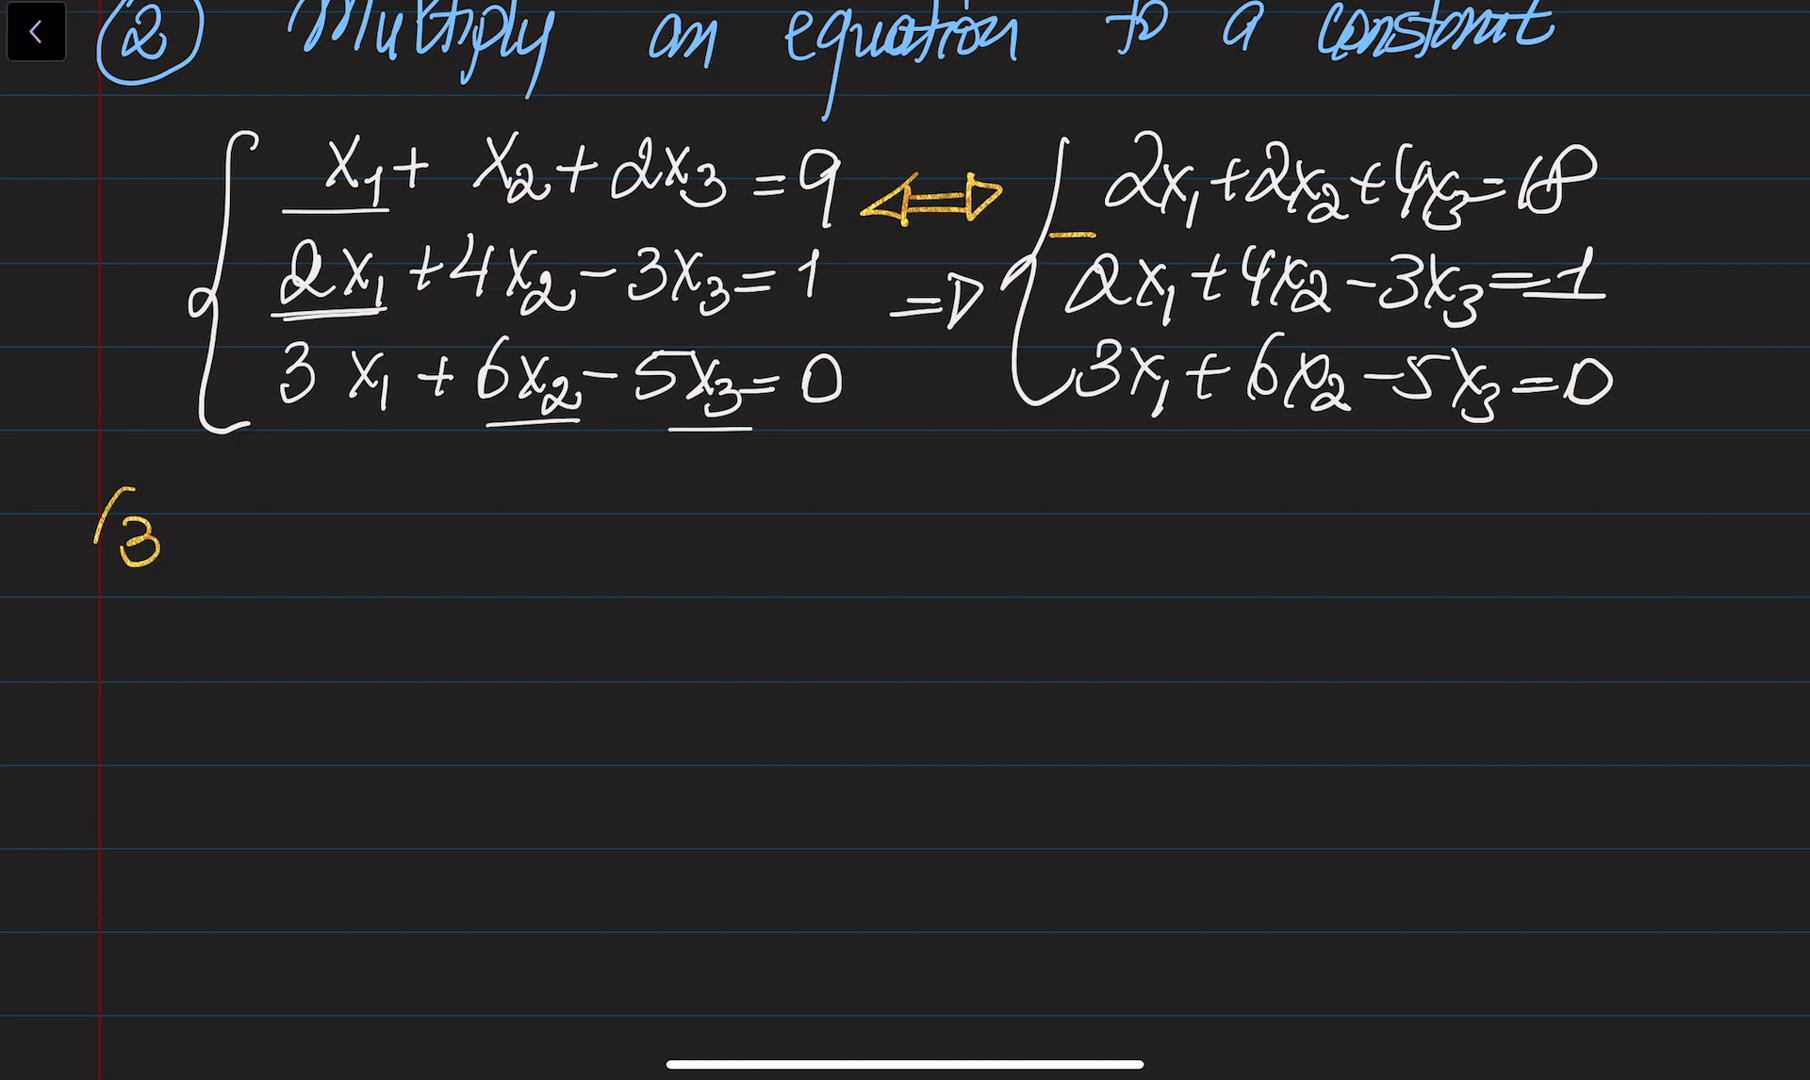 ② Multiply an equation to a constant
x₁ + x₂ + 2x₃ = 9 ⇔ 2x₁ + 2x₂ + 4x₃ = 18
2x₁ + 4x₂ - 3x₃ = 1 ⇒ 2x₁ + 4x₂ - 3x₃ = 1
3x₁ + 6x₂ - 5x₃ = 0 3x₁ + 6x₂ - 5x₃ = 0
3